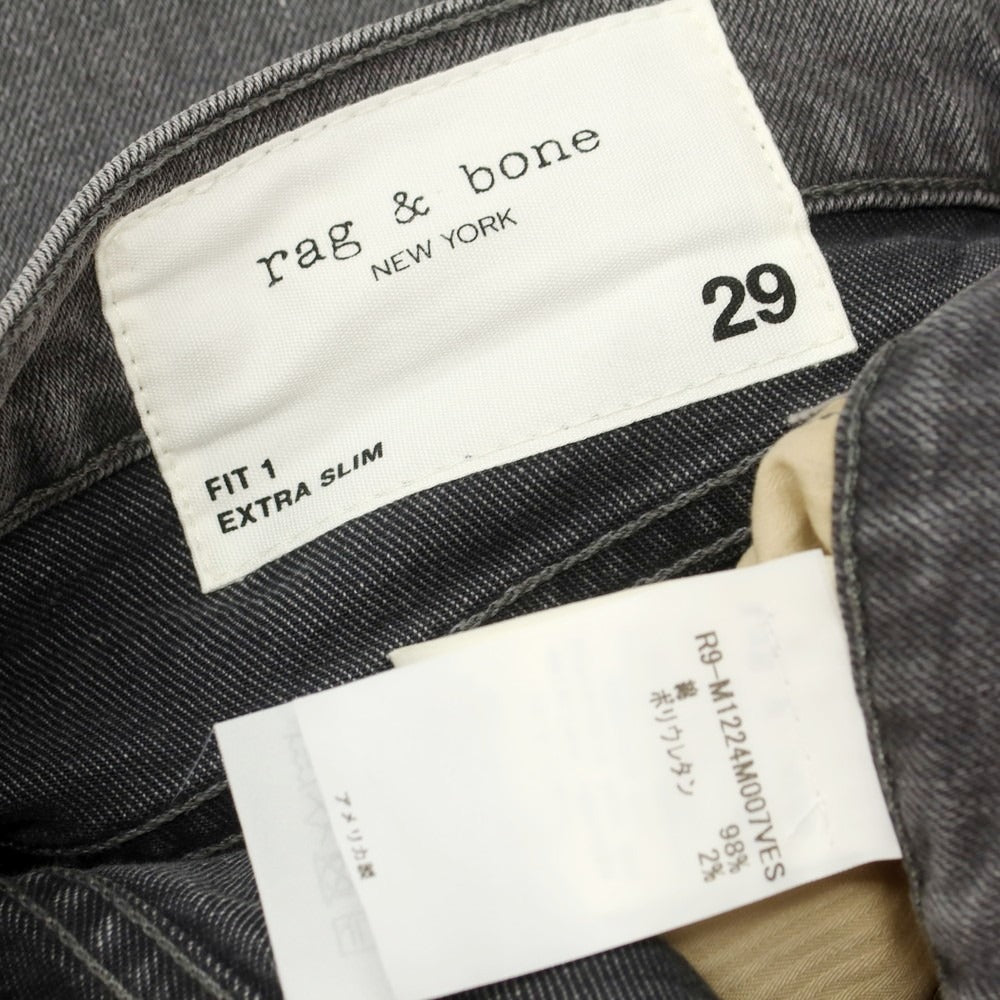 rag & bone
NEW YORK
29
FIT 1
EXTRA SLIM
R9-M1224M007VES
綿 98%
ポリウレタン 2%
アメリカ製